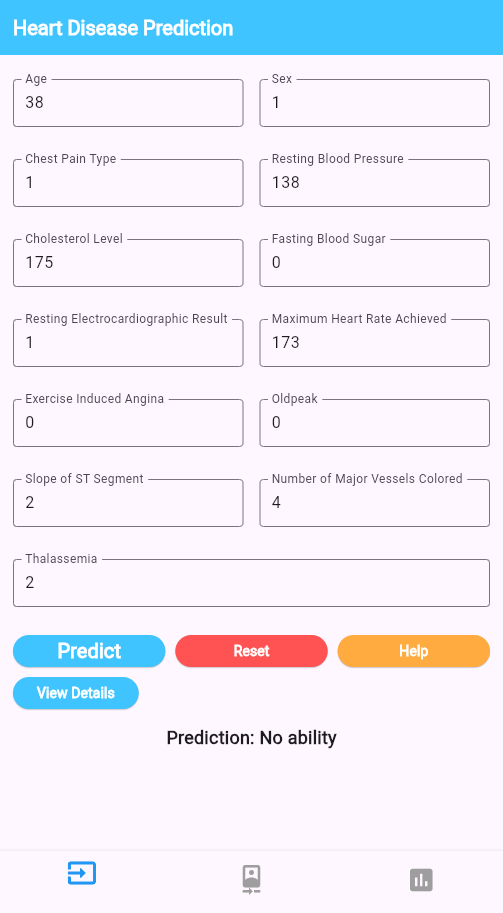 Heart Disease Prediction
Age Sex
38 1
Chest Pain Type Resting Blood Pressure
1 138
Cholesterol Level Fasting Blood Sugar
175 0
Resting Electrocardiographic Result Maximum Heart Rate Achieved
1 173
Exercise Induced Angina Oldpeak
0 0
Slope of ST Segment Number of Major Vessels Colored
2 4
Thalassemia
2
Predict Reset Help
View Details
Prediction: No ability